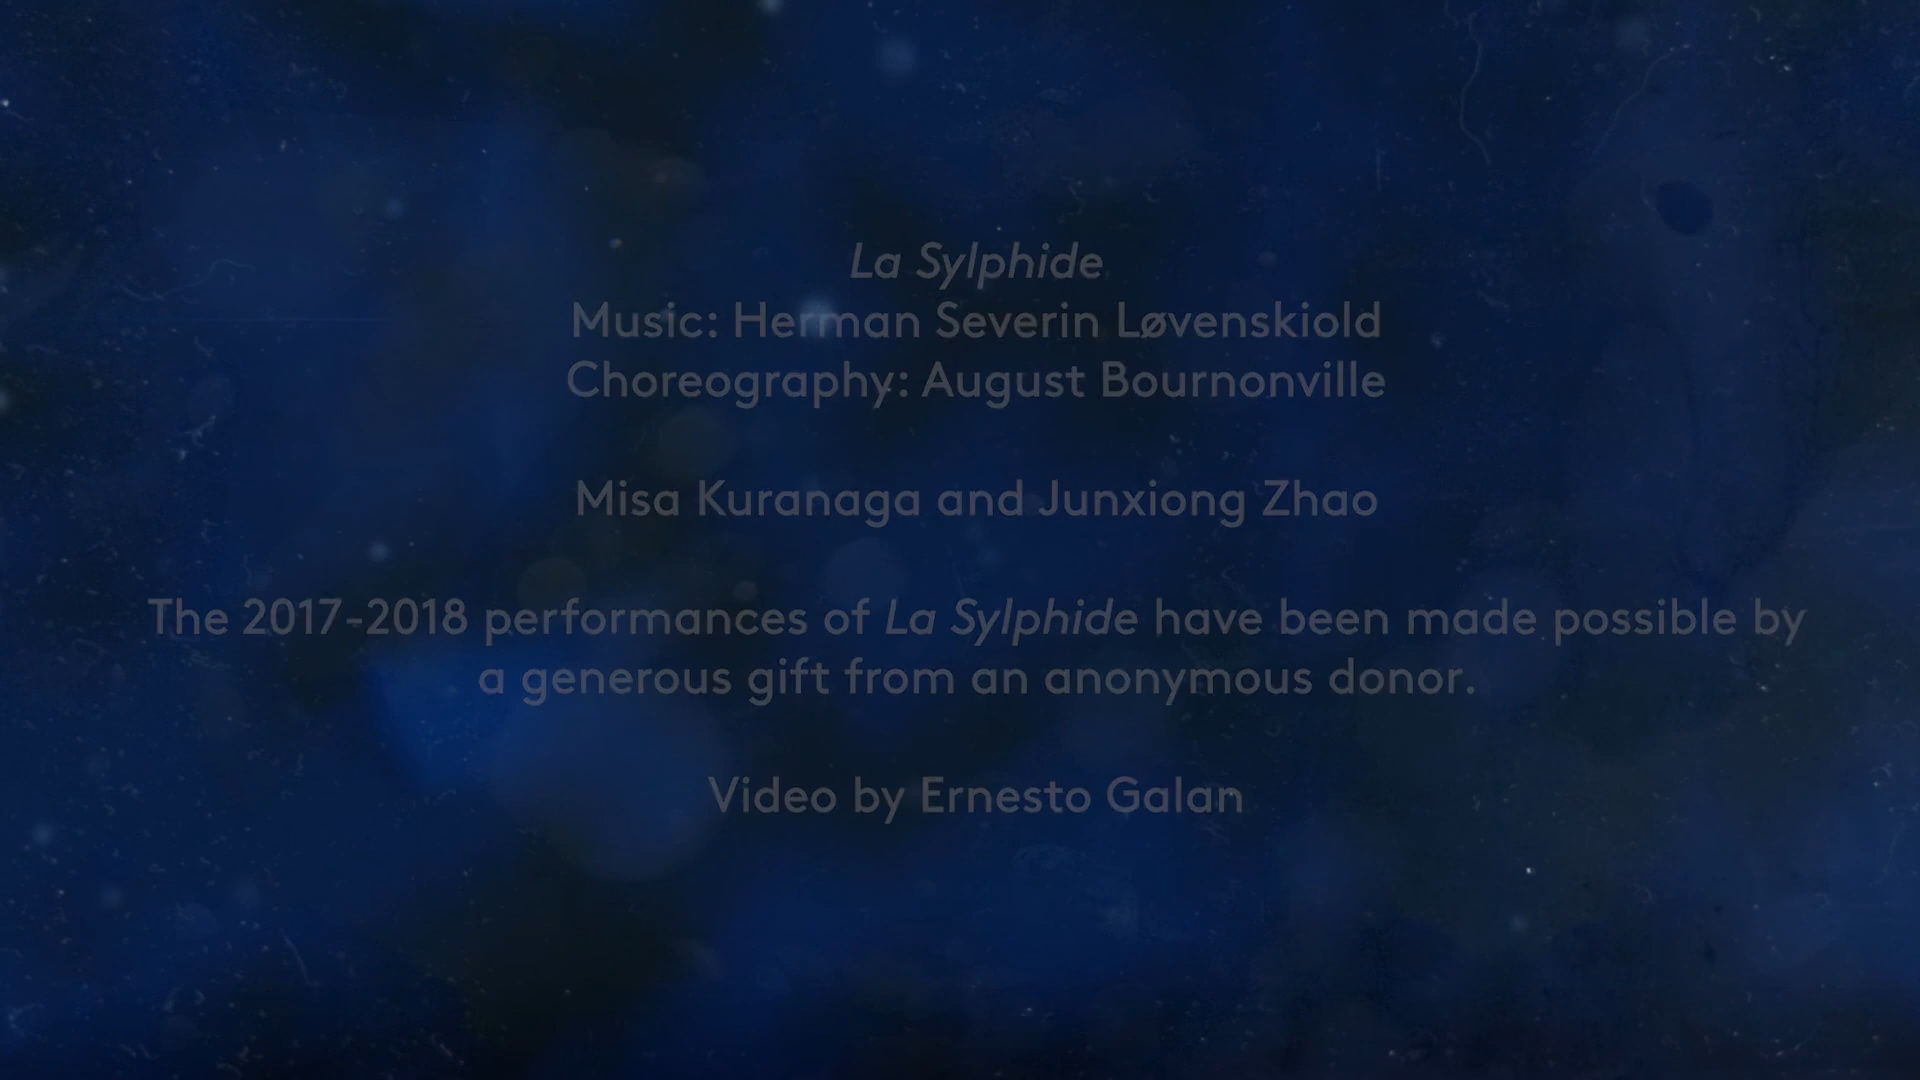 La Sylphide
Music: Herman Severin Løvenskiold
Choreography: August Bournonville
Misa Kuranaga and Junxiong Zhao
The 2017-2018 performances of La Sylphide have been made possible by
a generous gift from an anonymous donor.
Video by Ernesto Galan